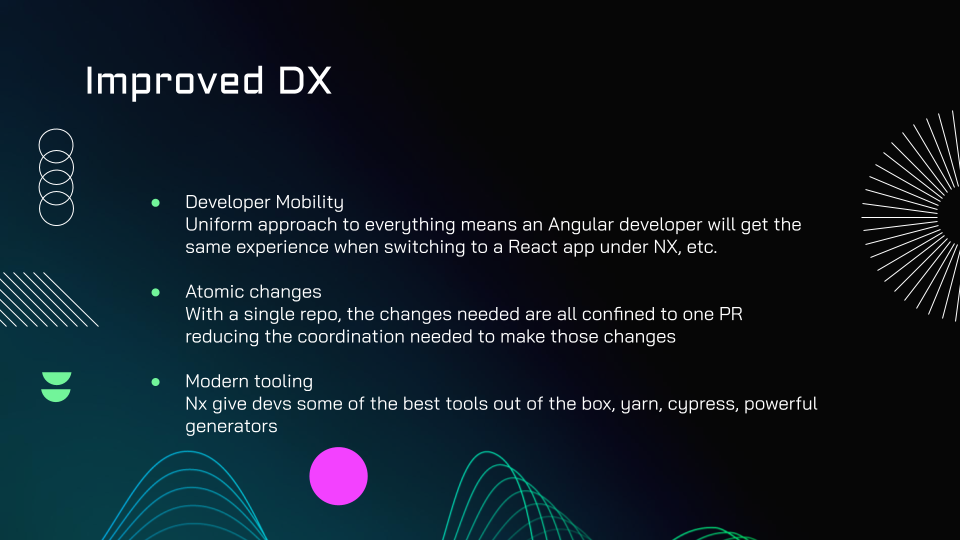 Improved DX
● Developer Mobility
Uniform approach to everything means an Angular developer will get the
same experience when switching to a React app under NX, etc.
● Atomic changes
With a single repo, the changes needed are all confined to one PR
reducing the coordination needed to make those changes
● Modern tooling
Nx give devs some of the best tools out of the box, yarn, cypress, powerful
generators